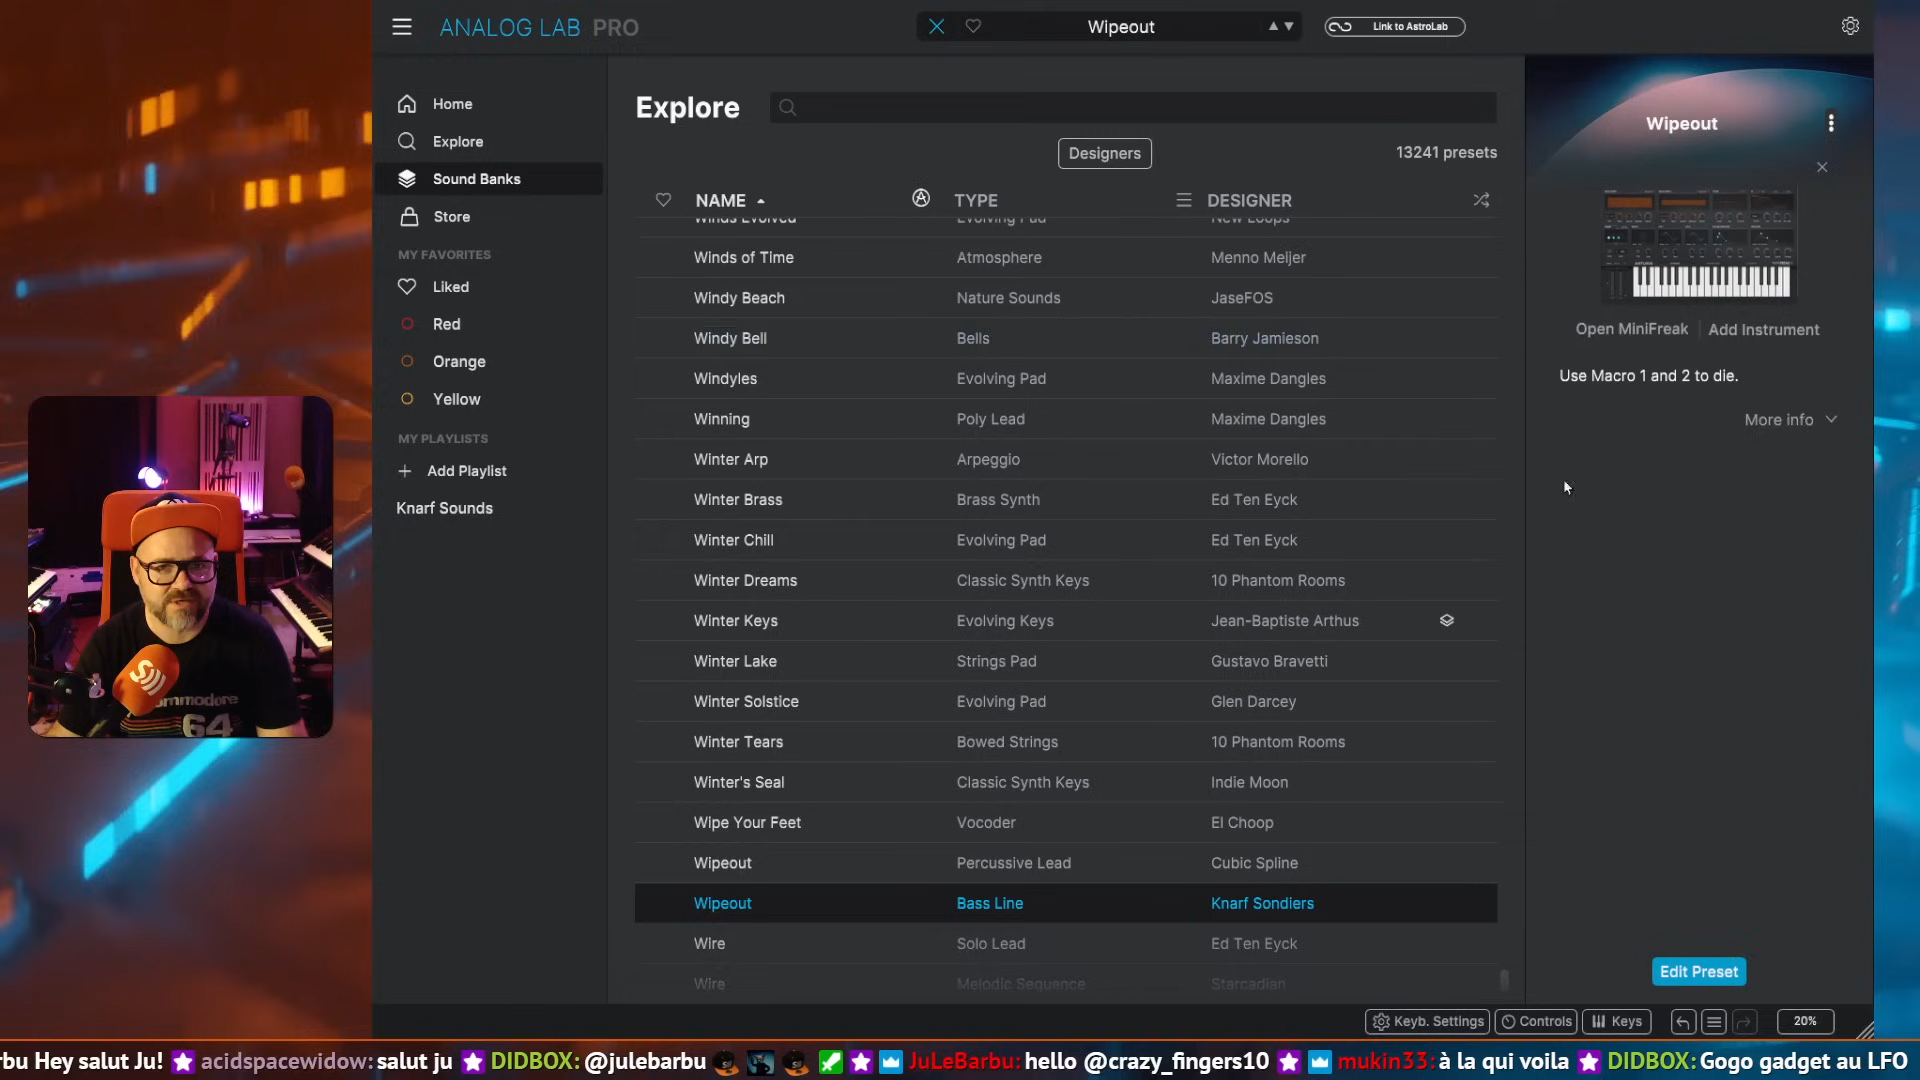 ANALOG LAB PRO
Wipeout
Link to AstroLab
Home
Explore
Sound Banks
Store
MY FAVORITES
Liked
Red
Orange
Yellow
MY PLAYLISTS
Add Playlist
Knarf Sounds
Explore
Designers
13241 presets
NAME TYPE DESIGNER
Winds Evolved Evolving Pad New Loops
Winds of Time Atmosphere Menno Meijer
Windy Beach Nature Sounds JaseFOS
Windy Bell Bells Barry Jamieson
Windyles Evolving Pad Maxime Dangles
Winning Poly Lead Maxime Dangles
Winter Arp Arpeggio Victor Morello
Winter Brass Brass Synth Ed Ten Eyck
Winter Chill Evolving Pad Ed Ten Eyck
Winter Dreams Classic Synth Keys 10 Phantom Rooms
Winter Keys Evolving Keys Jean-Baptiste Arthus
Winter Lake Strings Pad Gustavo Bravetti
Winter Solstice Evolving Pad Glen Darcey
Winter Tears Bowed Strings 10 Phantom Rooms
Winter's Seal Classic Synth Keys Indie Moon
Wipe Your Feet Vocoder El Choop
Wipeout Percussive Lead Cubic Spline
Wipeout Bass Line Knarf Sondiers
Wire Solo Lead Ed Ten Eyck
Wire Melodic Sequence Starcadian
Wipeout
Open MiniFreak Add Instrument
Use Macro 1 and 2 to die.
More info
Edit Preset
Keyb. Settings Controls Keys 20%
commodore
64
rbu Hey salut Ju! acidspacewidow: salut ju DIDBOX: @julebarbu JuLeBarbu: hello @crazy_fingers10 mukin33: à la qui voila DIDBOX: Gogo gadget au LFO